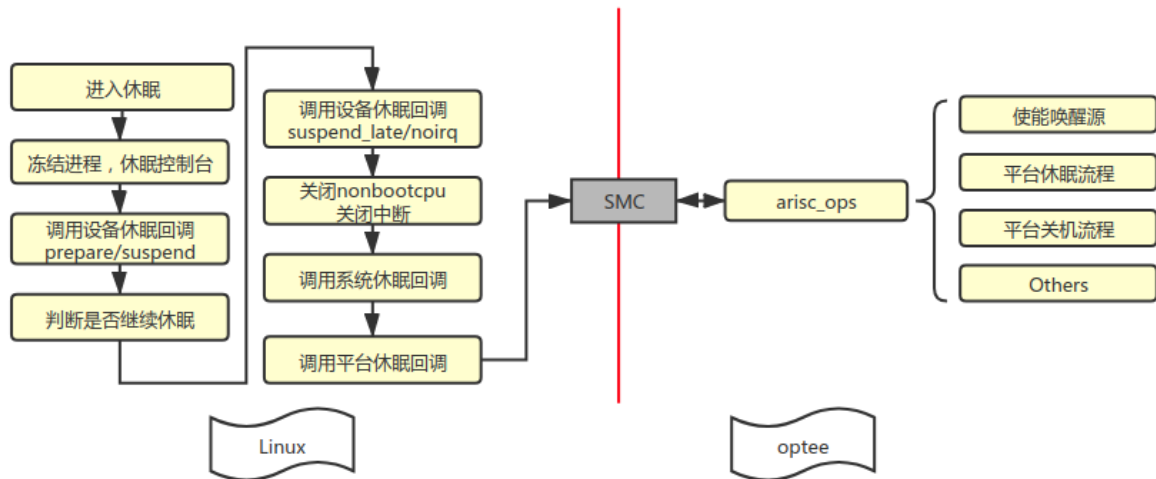 进入休眠
冻结进程，休眠控制台
调用设备休眠回调
prepare/suspend
判断是否继续休眠
调用设备休眠回调
suspend_late/noirq
关闭nonbootcpu
关闭中断
调用系统休眠回调
调用平台休眠回调
SMC
arisc_ops
使能唤醒源
平台休眠流程
平台关机流程
Others
Linux
optee